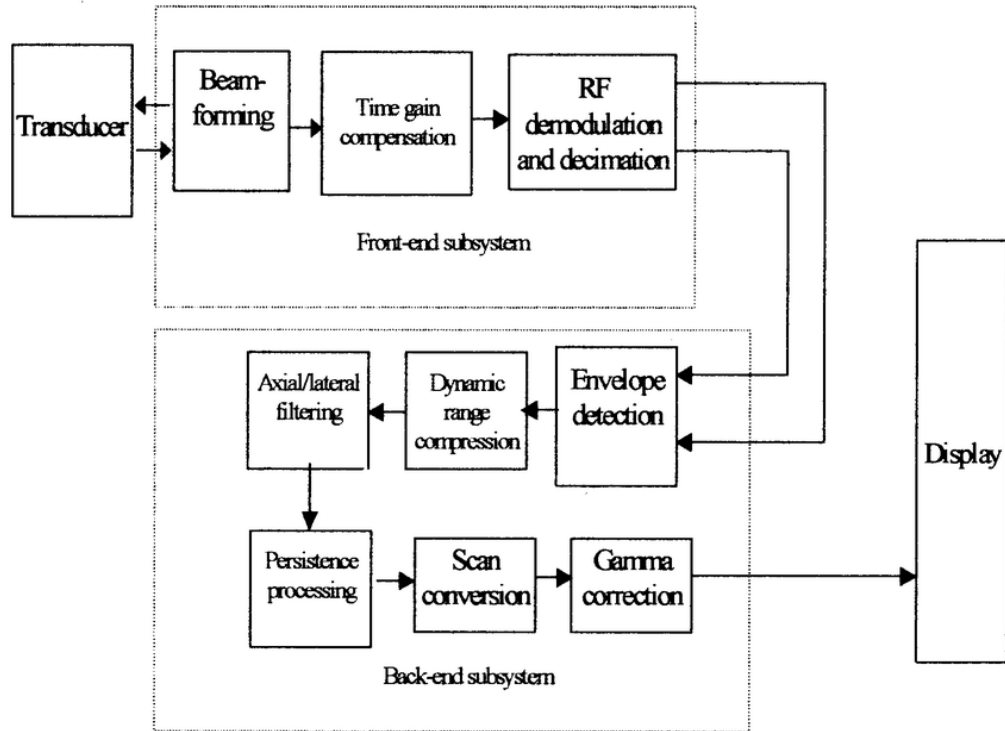 Transducer
Beam-
forming
Time gain
compensation
RF
demodulation
and decimation
Front-end subsystem
Envelope
detection
Dynamic
range
compression
Axial/lateral
filtering
Persistence
processing
Scan
conversion
Gamma
correction
Back-end subsystem
Display